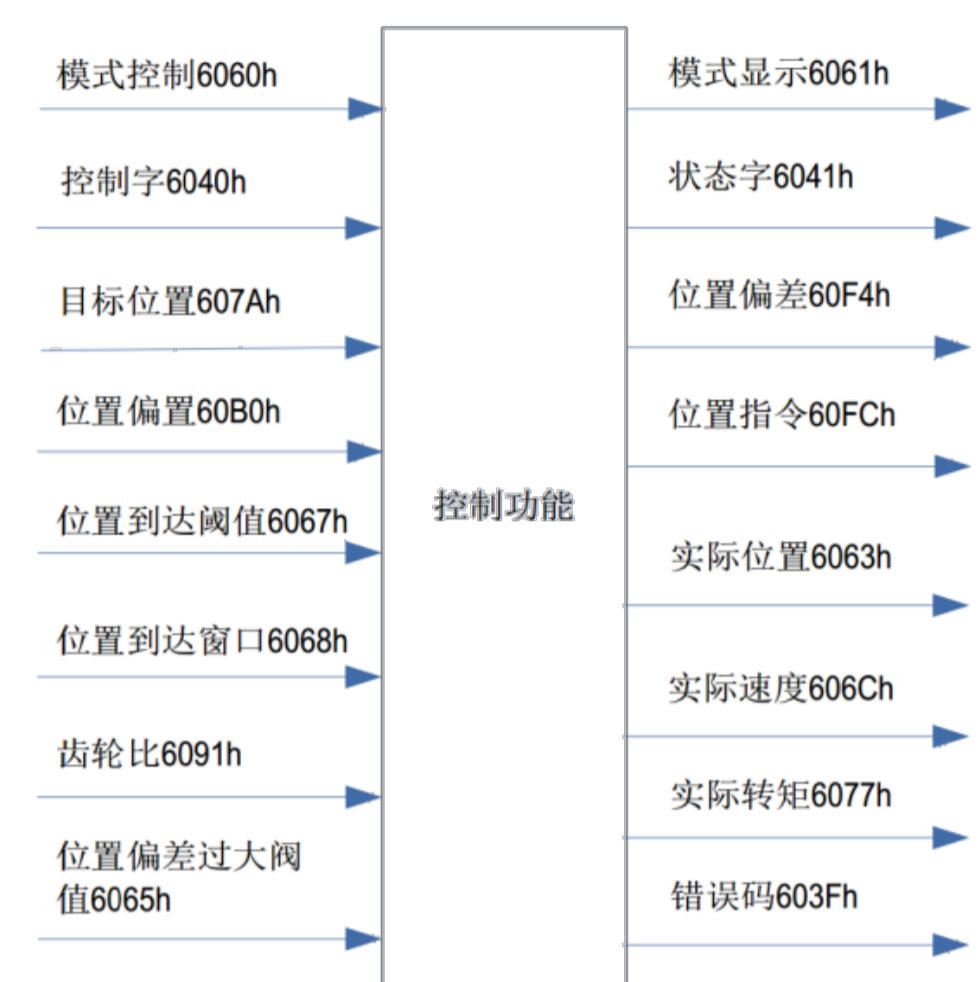 模式控制6060h
控制字6040h
目标位置607Ah
位置偏置60B0h
位置到达阈值6067h
位置到达窗口6068h
齿轮比6091h
位置偏差过大阀
值6065h
控制功能
模式显示6061h
状态字6041h
位置偏差60F4h
位置指令60FCh
实际位置6063h
实际速度606Ch
实际转矩6077h
错误码603Fh